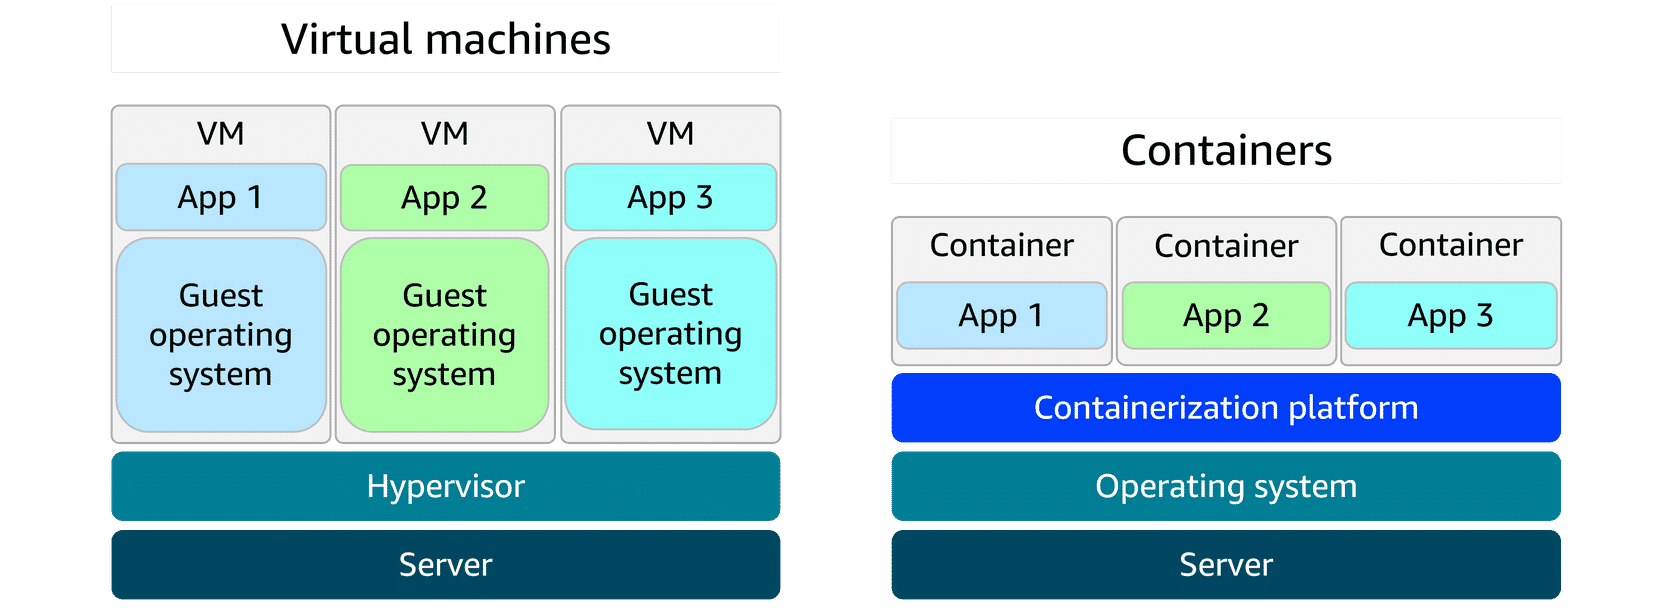 Virtual machines
VM
App 1
Guest
operating
system
VM
App 2
Guest
operating
system
VM
App 3
Guest
operating
system
Hypervisor
Server
Containers
Container
App 1
Container
App 2
Container
App 3
Containerization platform
Operating system
Server